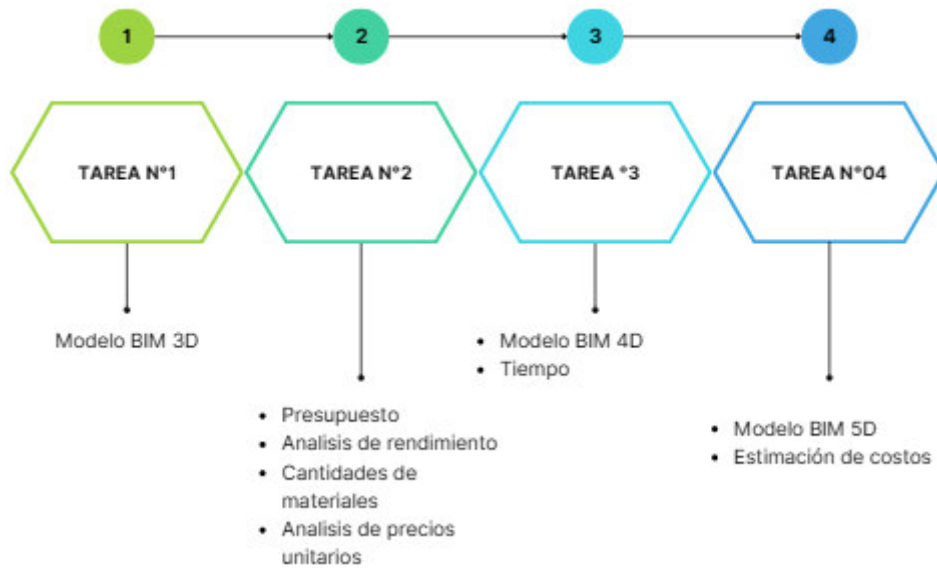 1
2
3
4
TAREA N°1
TAREA N°2
TAREA °3
TAREA N°04
Modelo BIM 3D
• Presupuesto
• Analisis de rendimiento
• Cantidades de
materiales
• Analisis de precios
unitarios
• Modelo BIM 4D
• Tiempo
• Modelo BIM 5D
• Estimación de costos